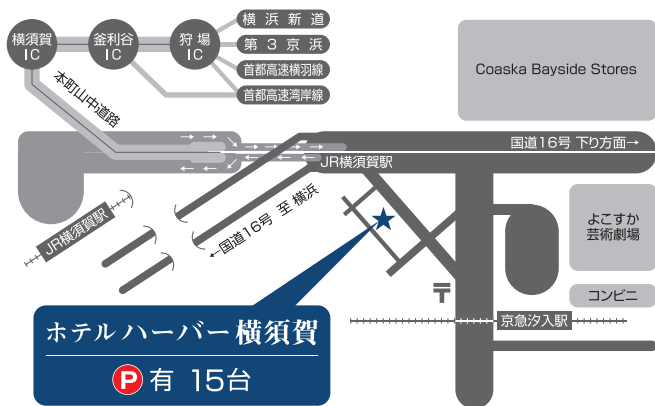 横須賀
IC
釜利谷
IC
狩場
IC
横浜新道
第3京浜
首都高速横羽線
首都高速湾岸線
本町山中道路
Coaska Bayside Stores
国道16号 下り方面→
JR横須賀駅
JR横須賀駅
←国道16号 至 横浜
よこすか
芸術劇場
コンビニ
〒
京急汐入駅
ホテル ハーバー 横須賀
P 有 15台